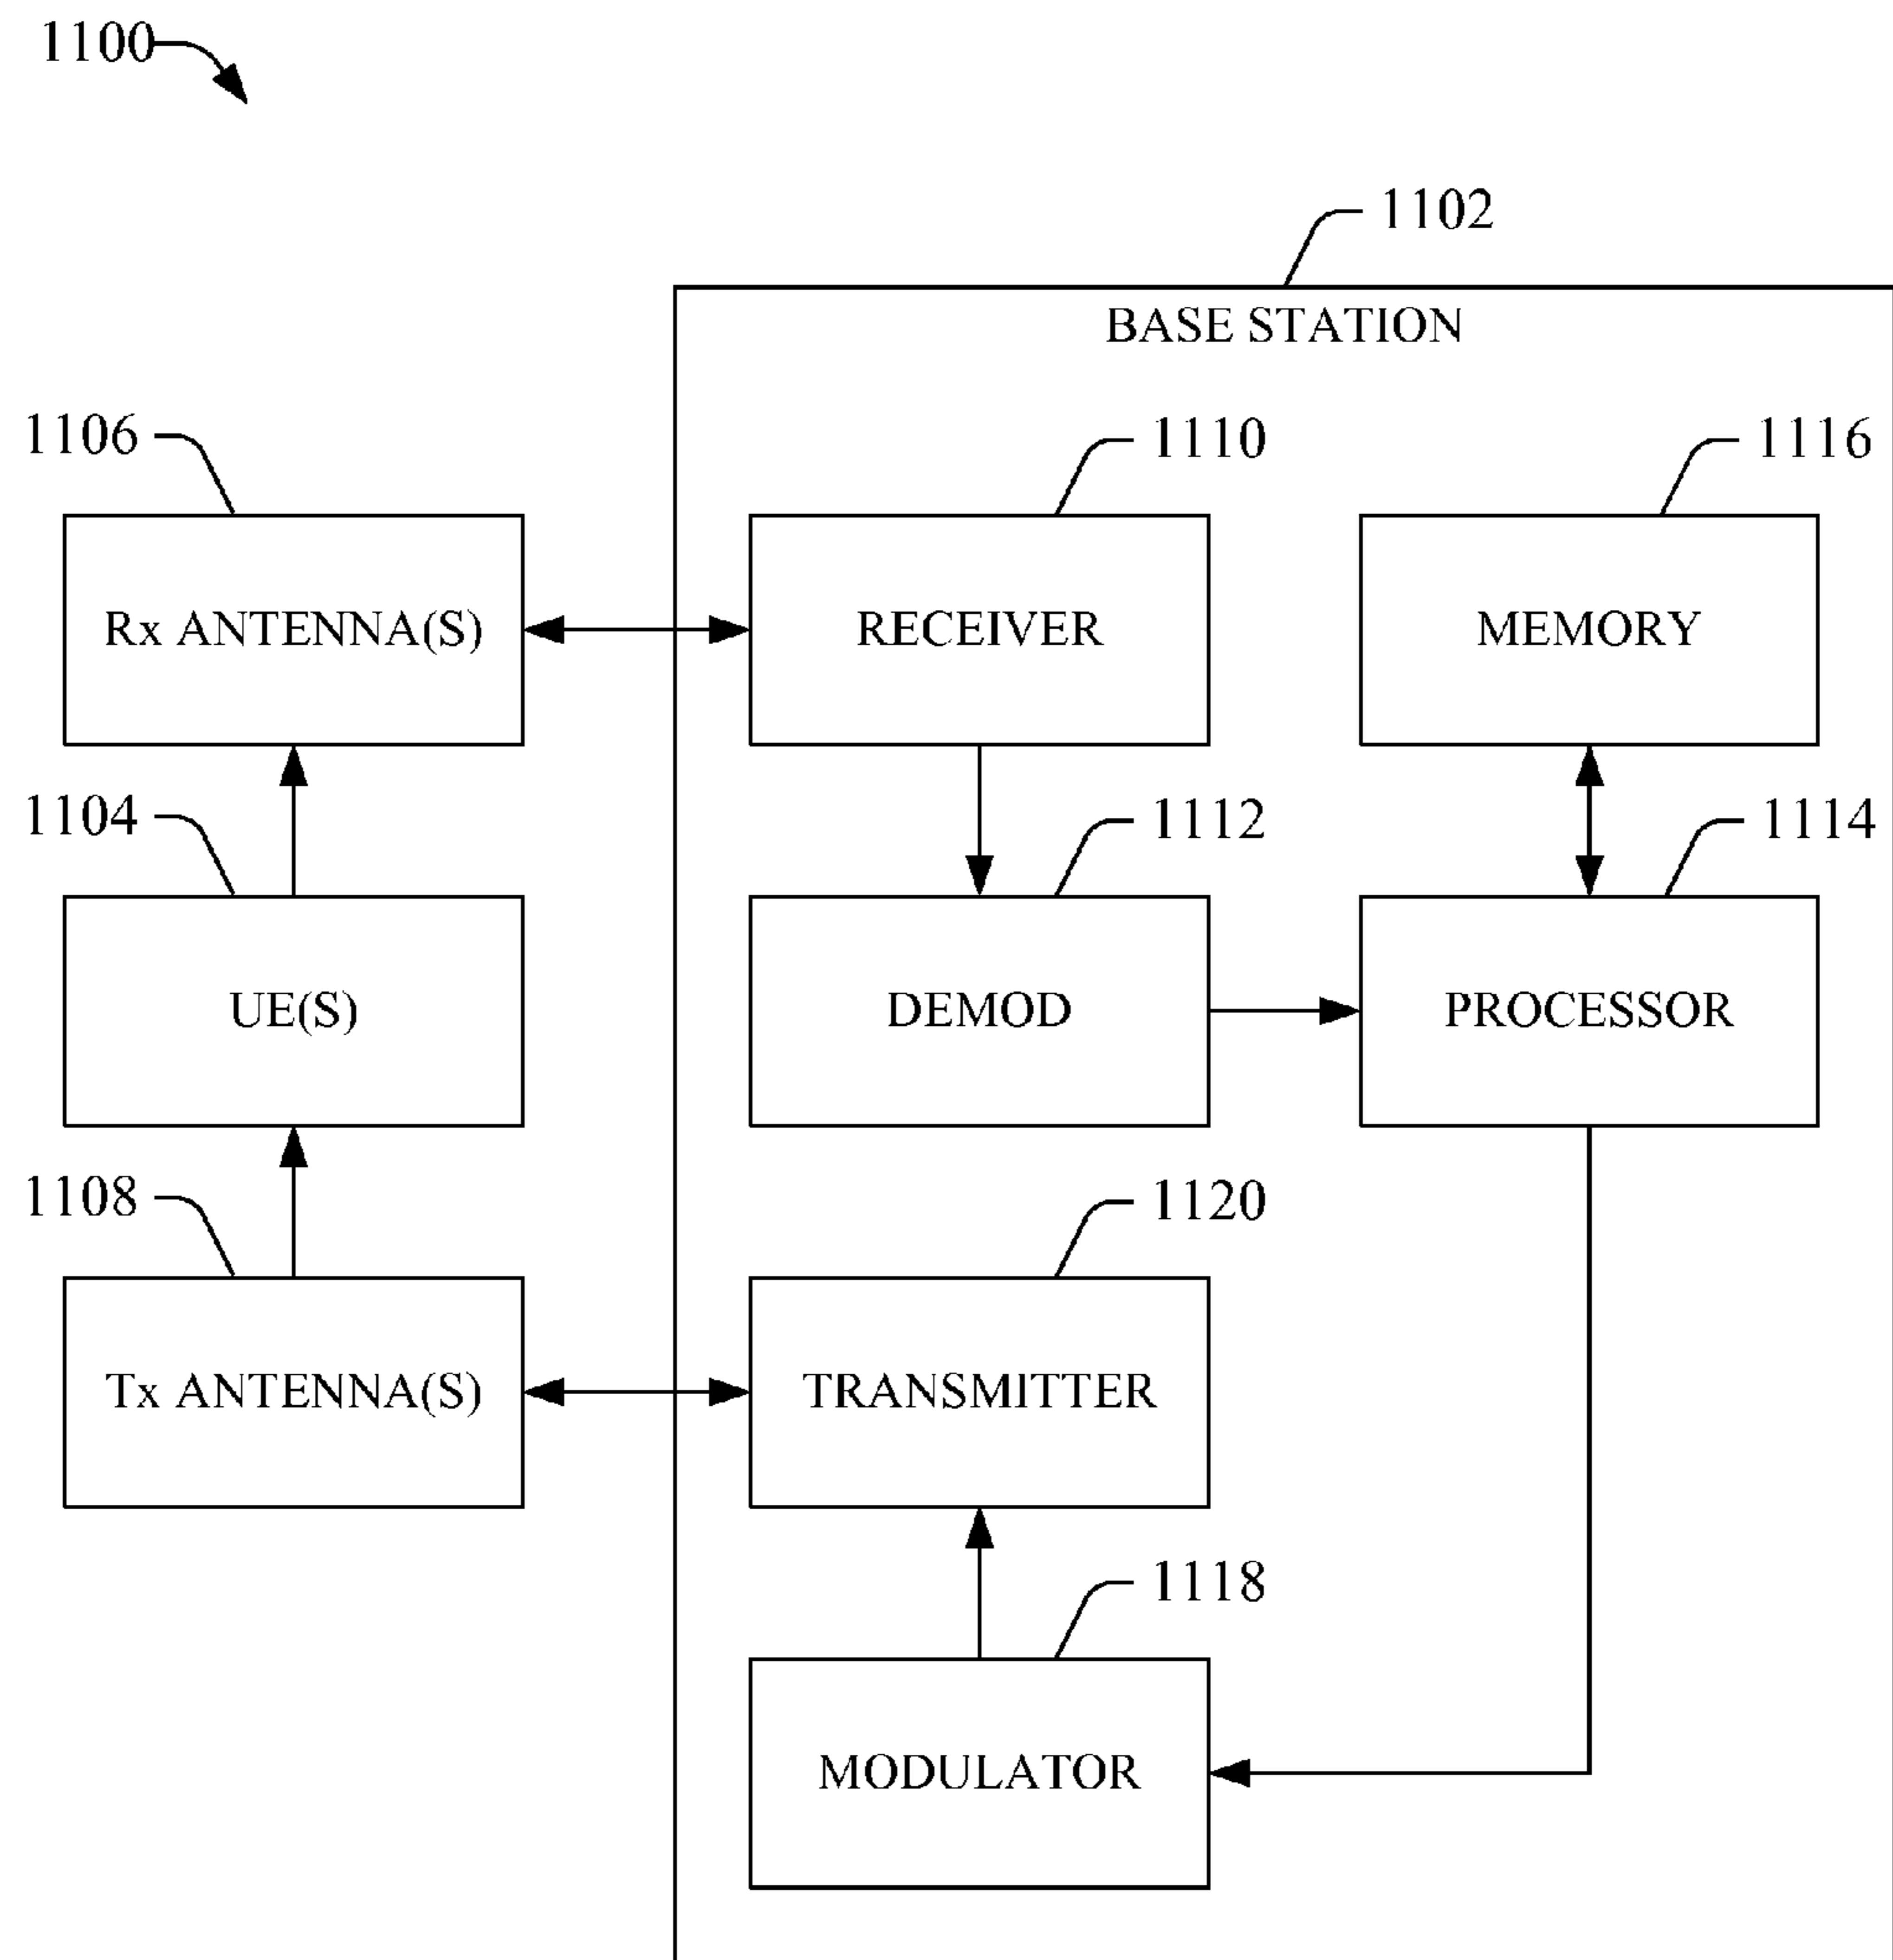 1100
1102
BASE STATION
1106
1110
1116
Rx ANTENNA(S)
RECEIVER
MEMORY
1104
1112
1114
UE(S)
DEMOD
PROCESSOR
1108
1120
Tx ANTENNA(S)
TRANSMITTER
1118
MODULATOR